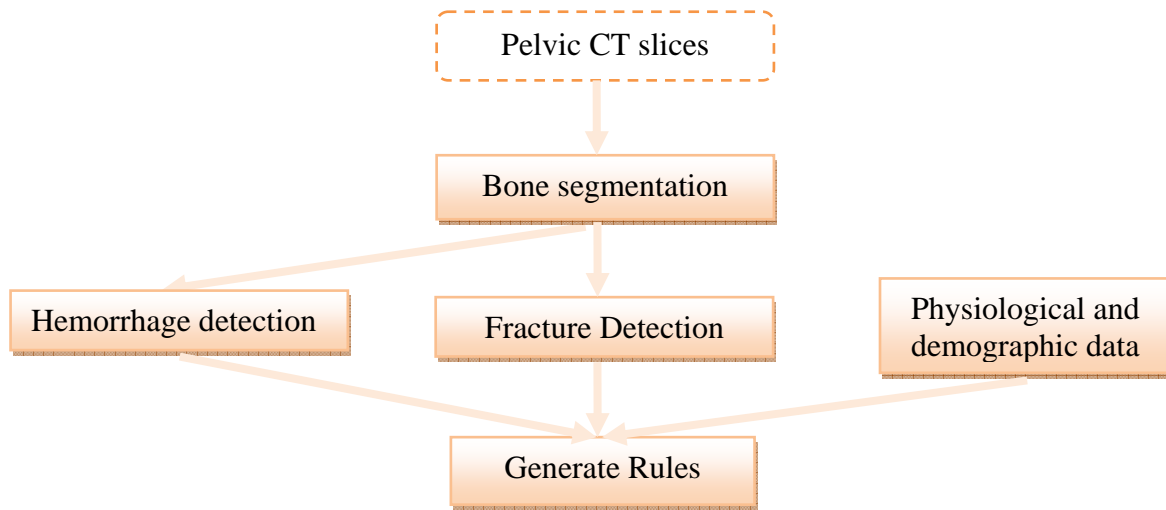 Pelvic CT slices
Bone segmentation
Hemorrhage detection
Fracture Detection
Physiological and
demographic data
Generate Rules